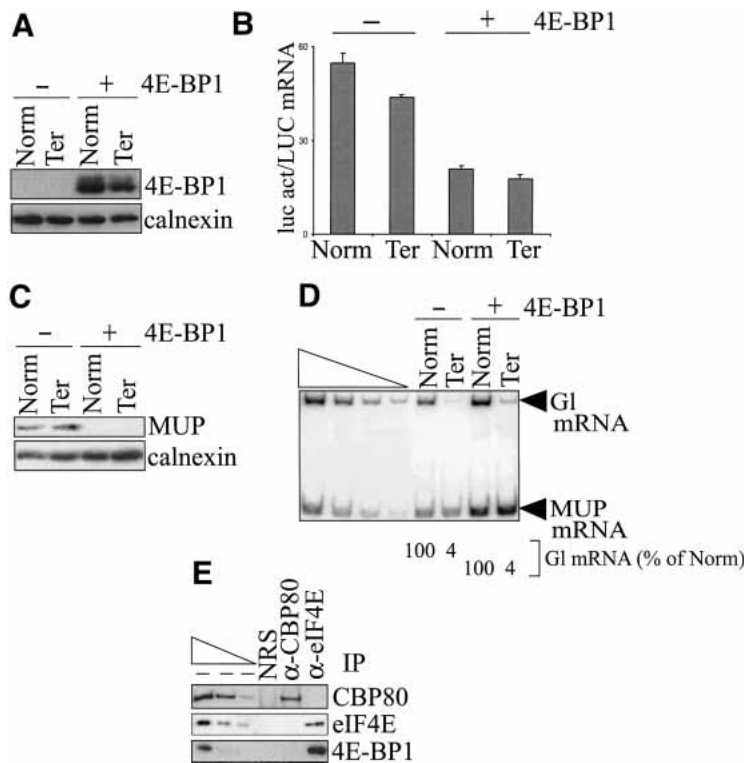 A
– +
4E-BP1
Norm
Ter
Norm
Ter
4E-BP1
calnexin
B
– +
4E-BP1
luc act/LUC mRNA
60
30
0
Norm Ter Norm Ter
C
– +
4E-BP1
Norm
Ter
Norm
Ter
MUP
calnexin
D
– +
4E-BP1
Norm
Ter
Norm
Ter
Gl
mRNA
MUP
mRNA
100 4
100 4
Gl mRNA (% of Norm)
E
NRS
α-CBP80
α-eIF4E
IP
– – –
CBP80
eIF4E
4E-BP1